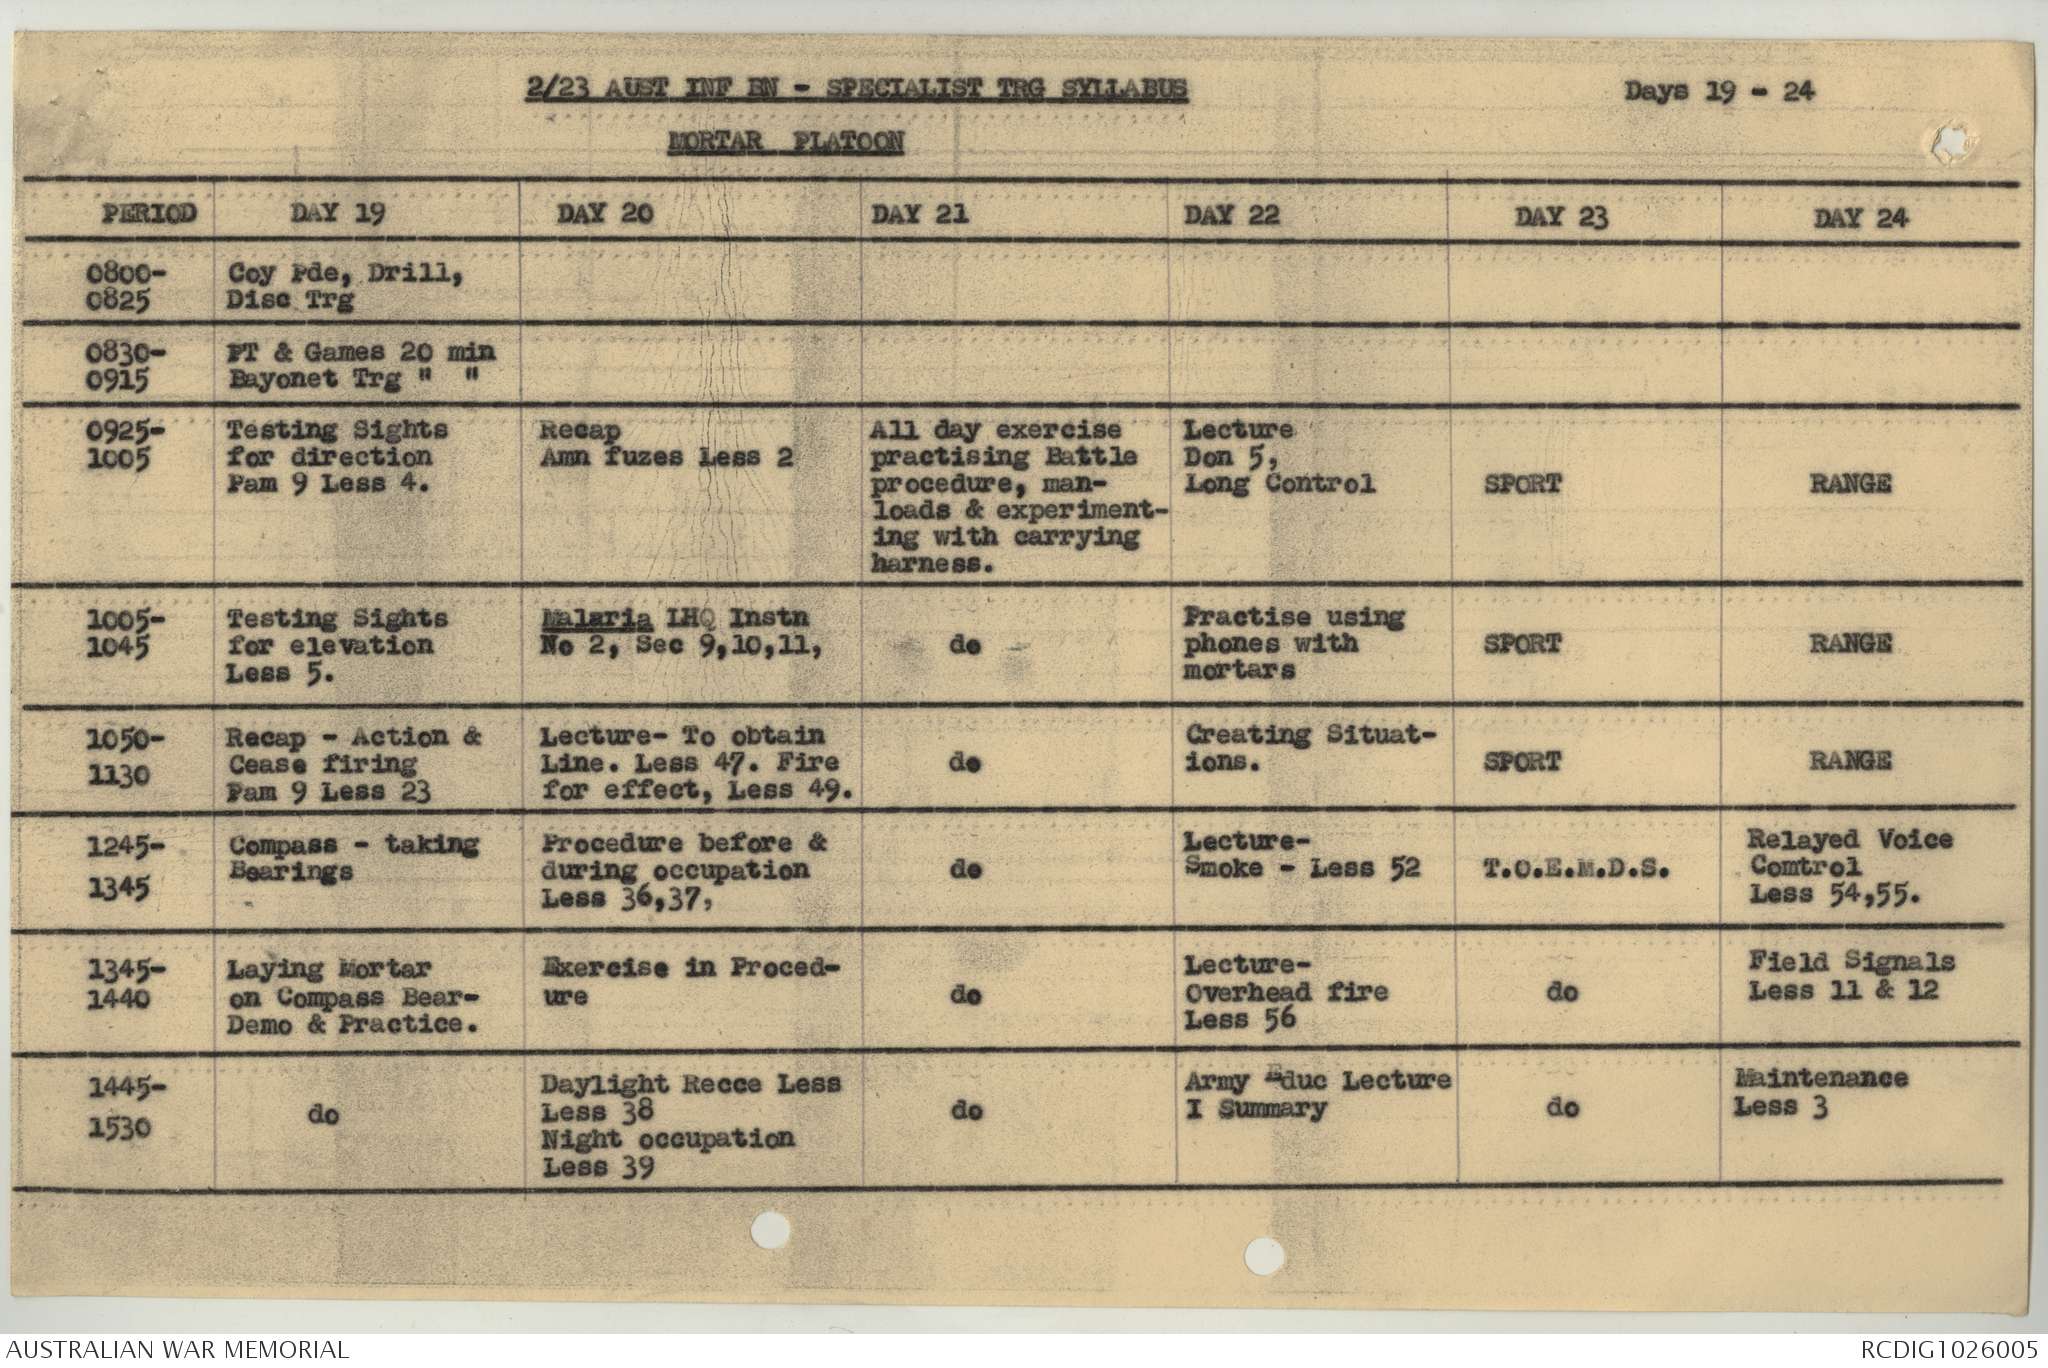 2/23 AUST INF BN - SPECIALIST TRG SYLLABUS
Days 19 - 24
MORTAR PLATOON
PERIOD
DAY 19
DAY 20
DAY 21
DAY 22
DAY 23
DAY 24
0800-
0825
Coy Pde, Drill,
Disc Trg
0830-
0915
PT & Games 20 min
Bayonet Trg " "
0925-
1005
Testing Sights
for direction
Pam 9 Less 4.
Recap
Amn fuzes Less 2
All day exercise
practising Battle
procedure, man-
loads & experiment-
ing with carrying
harness.
Lecture
Don 5,
Long Control
SPORT
RANGE
1005-
1045
Testing Sights
for elevation
Less 5.
Malaria LHQ Instn
No 2, Sec 9,10,11,
do
Practise using
phones with
mortars
SPORT
RANGE
1050-
1130
Recap - Action &
Cease firing
Pam 9 Less 23
Lecture- To obtain
Line. Less 47. Fire
for effect, Less 49.
do
Creating Situat-
ions.
SPORT
RANGE
1245-
1345
Compass - taking
Bearings
Procedure before &
during occupation
Less 36,37,
do
Lecture-
Smoke - Less 52
T.O.E.M.D.S.
Relayed Voice
Comtrol
Less 54,55.
1345-
1440
Laying Mortar
on Compass Bear-
Demo & Practice.
Exercise in Proced-
ure
do
Lecture-
Overhead fire
Less 56
do
Field Signals
Less 11 & 12
1445-
1530
do
Daylight Recce Less
Less 38
Night occupation
Less 39
do
Army Educ Lecture
I Summary
do
Maintenance
Less 3
AUSTRALIAN WAR MEMORIAL
RCDIG1026005